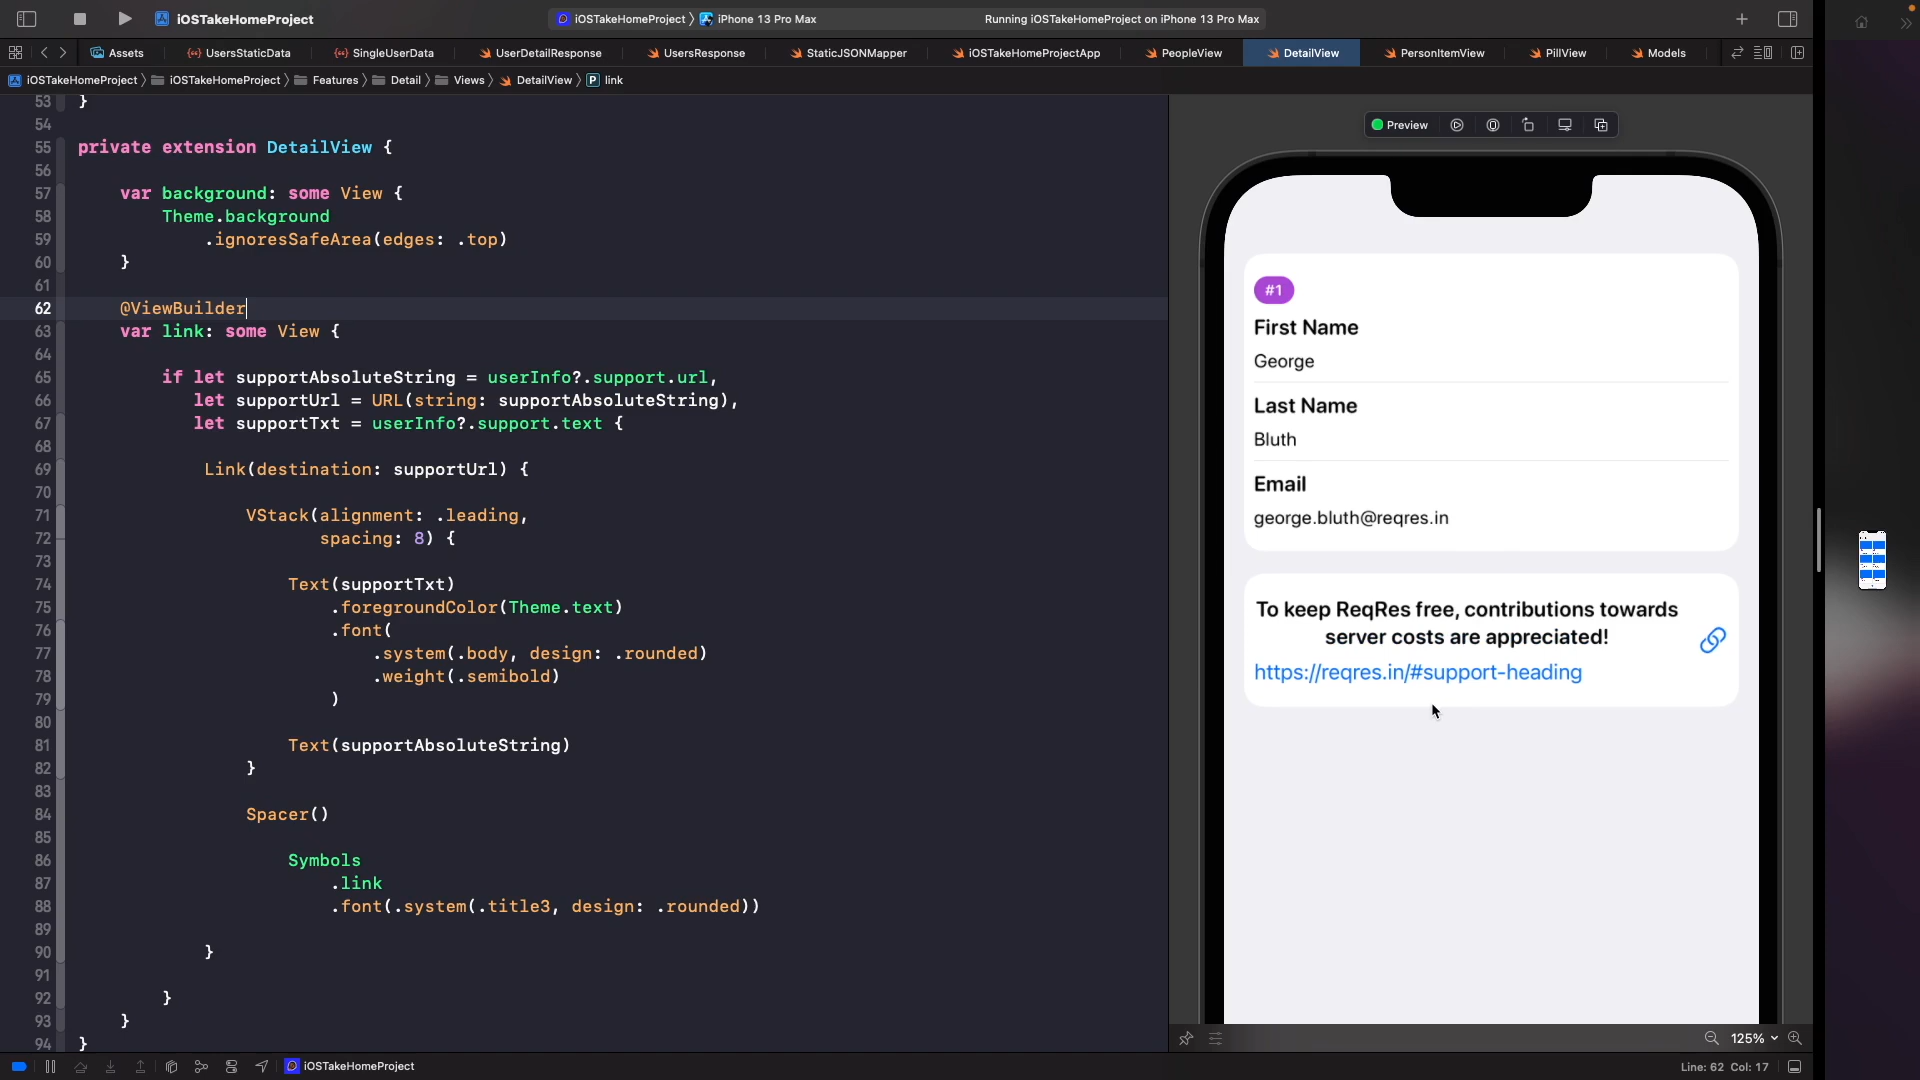 iOSTakeHomeProject
iOSTakeHomeProject 〉 iPhone 13 Pro Max
Running iOSTakeHomeProject on iPhone 13 Pro Max
Assets
UsersStaticData
SingleUserData
UserDetailResponse
UsersResponse
StaticJSONMapper
iOSTakeHomeProjectApp
PeopleView
DetailView
PersonItemView
PillView
Models
iOSTakeHomeProject 〉 iOSTakeHomeProject 〉 Features 〉 Detail 〉 Views 〉 DetailView 〉 P link
53 }
54
55 private extension DetailView {
56
57 var background: some View {
58 Theme.background
59 .ignoresSafeArea(edges: .top)
60 }
61
62 @ViewBuilder
63 var link: some View {
64
65 if let supportAbsoluteString = userInfo?.support.url,
66 let supportUrl = URL(string: supportAbsoluteString),
67 let supportTxt = userInfo?.support.text {
68
69 Link(destination: supportUrl) {
70
71 VStack(alignment: .leading,
72 spacing: 8) {
73
74 Text(supportTxt)
75 .foregroundColor(Theme.text)
76 .font(
77 .system(.body, design: .rounded)
78 .weight(.semibold)
79 )
80
81 Text(supportAbsoluteString)
82 }
83
84 Spacer()
85
86 Symbols
87 .link
88 .font(.system(.title3, design: .rounded))
89
90 }
91
92 }
93 }
94 }
Preview
#1
First Name
George
Last Name
Bluth
Email
george.bluth@reqres.in
To keep ReqRes free, contributions towards
server costs are appreciated!
https://reqres.in/#support-heading
125%
iOSTakeHomeProject
Line: 62 Col: 17